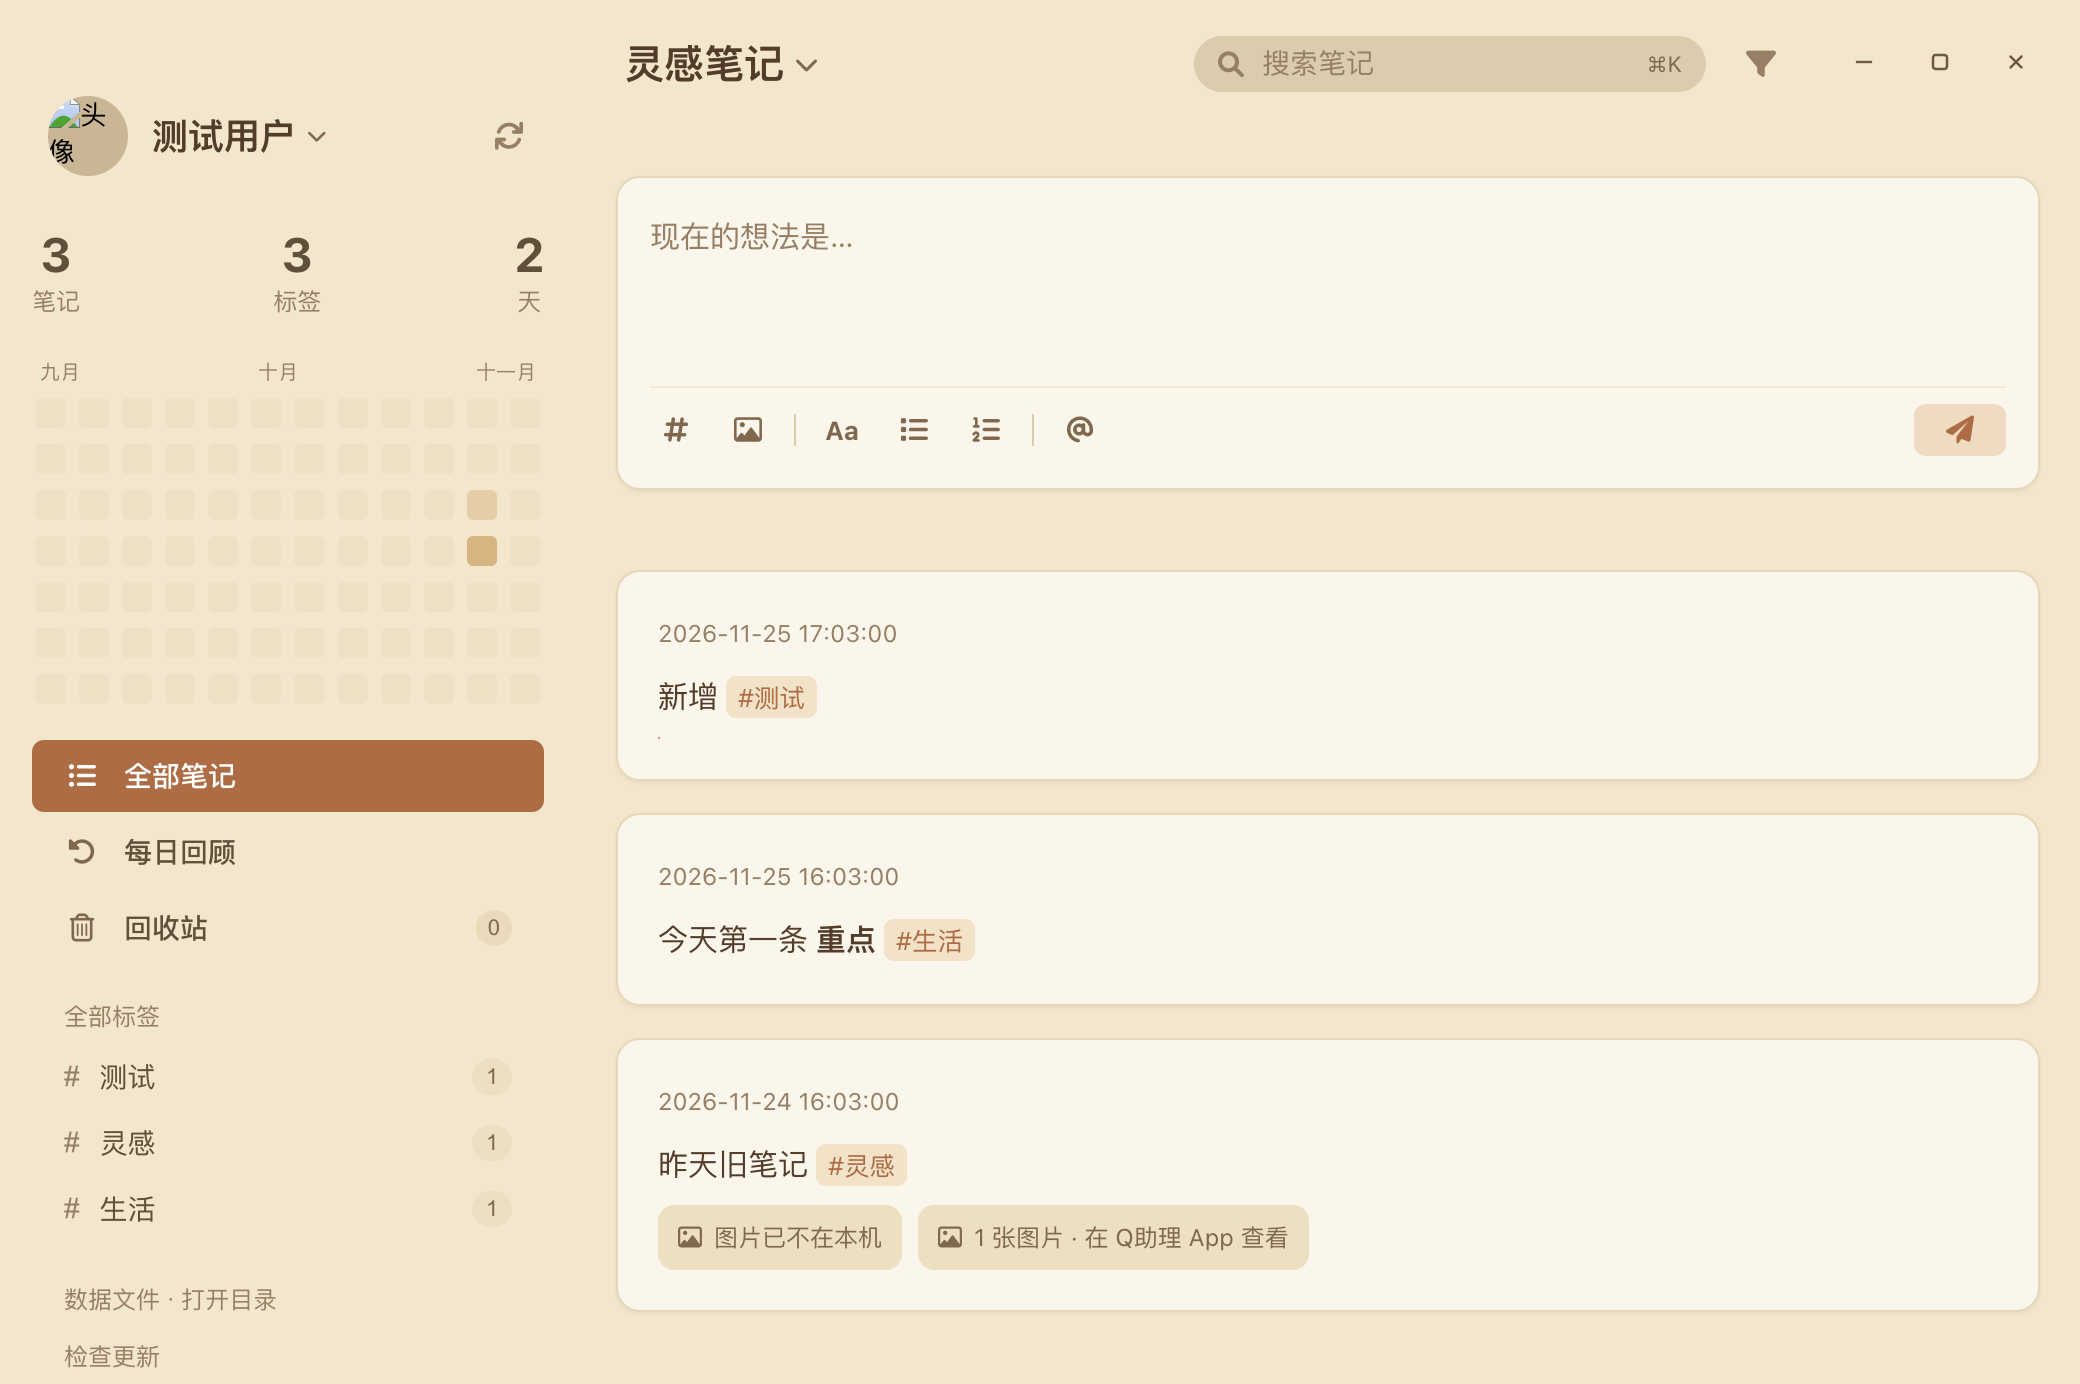 灵感笔记
搜索笔记 ⌘K
头像
测试用户
3 3 2
笔记 标签 天
九月 十月 十一月
全部笔记
每日回顾
回收站 0
全部标签
# 测试 1
# 灵感 1
# 生活 1
数据文件 · 打开目录
检查更新
现在的想法是...
Aa
2026-11-25 17:03:00
新增 #测试
2026-11-25 16:03:00
今天第一条 重点 #生活
2026-11-24 16:03:00
昨天旧笔记 #灵感
图片已不在本机 1 张图片 · 在 Q助理 App 查看